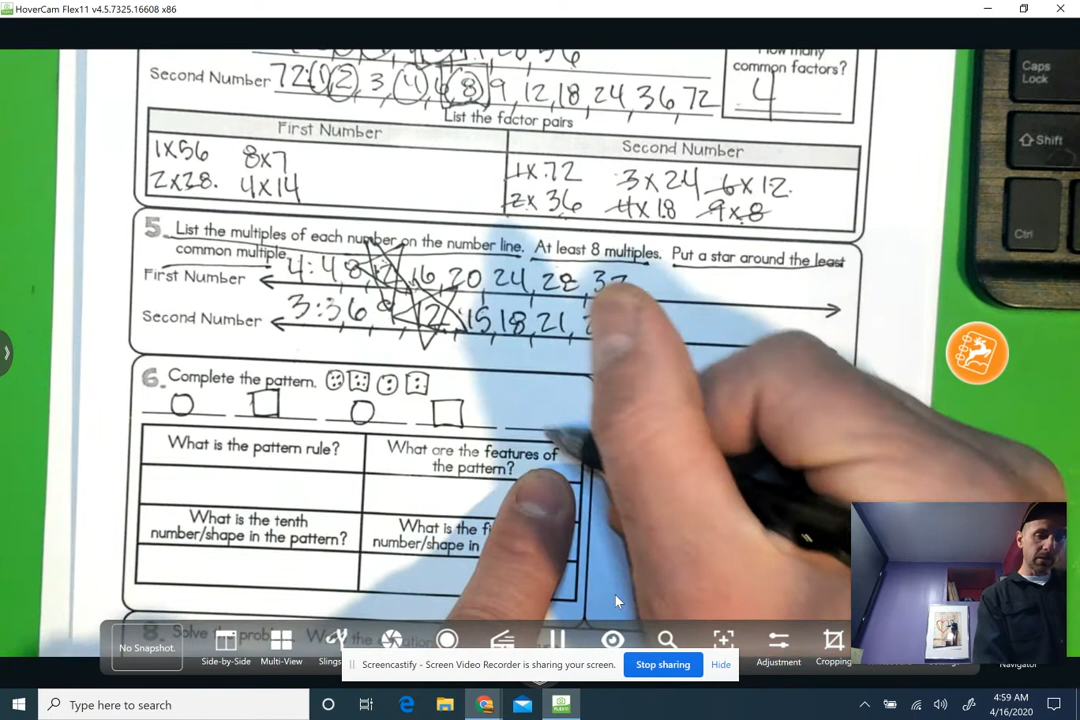 HoverCam Flex11 v4.5.7325.16608 x86
How many
common factors?
4
Second Number 72: 1, 2, 3, 4, 6, 8, 9, 12, 18, 24, 36, 72
List the factor pairs
First Number
Second Number
1x56 8x7
2x28. 4x14
1x72 3x24 6x12.
2x36 4x18 9x8
5. List the multiples of each number on the number line. At least 8 multiples. Put a star around the least
common multiple.
First Number 4: 4, 8, 12, 16, 20, 24, 28, 32
Second Number 3: 3, 6, 9, 12, 15, 18, 21,
6. Complete the pattern.
What is the pattern rule?
What are the features of
the pattern?
What is the tenth
number/shape in the pattern?
What is the
number/shape in
8. Solve the problem.
Caps
Lock
Shift
Ctrl
No Snapshot.
Side-by-Side
Multi-View
Adjustment
Cropping
Navigator
Screencastify - Screen Video Recorder is sharing your screen.
Stop sharing
Hide
Type here to search
4:59 AM
4/16/2020